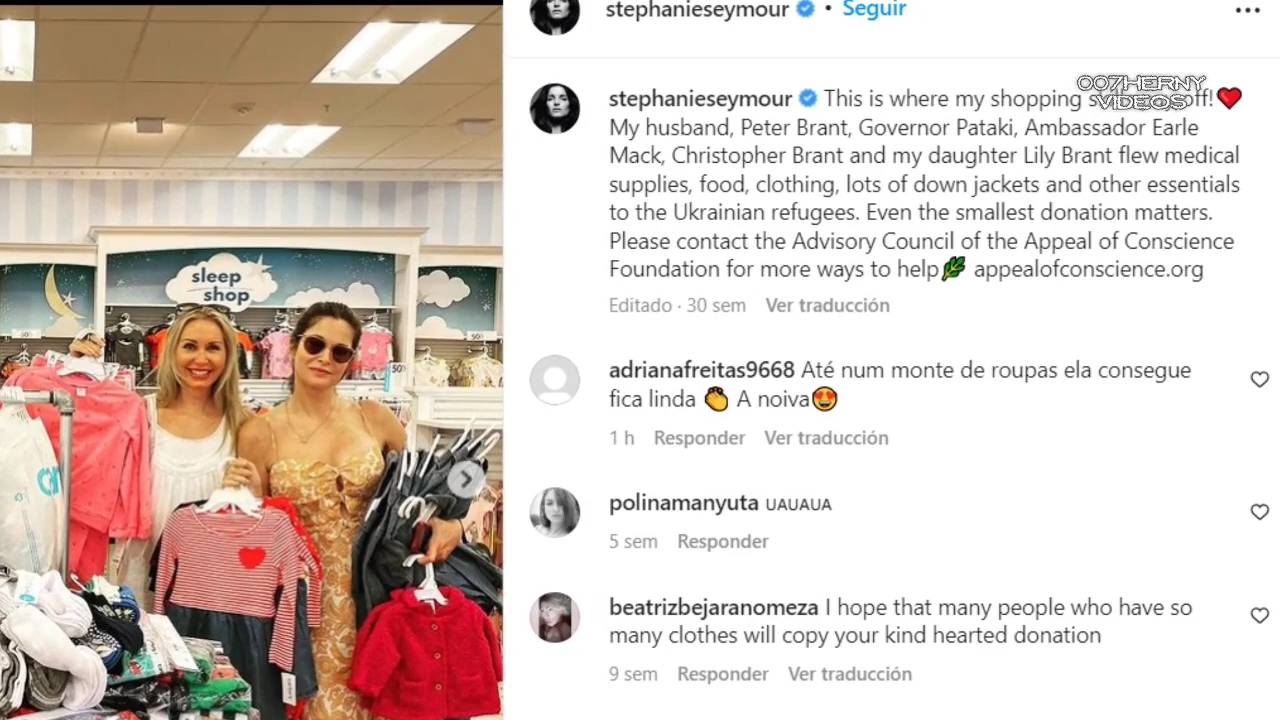 stephanieseymour • Seguir
007HERNY
VIDEOS
stephanieseymour This is where my shopping off!❤️
My husband, Peter Brant, Governor Pataki, Ambassador Earle
Mack, Christopher Brant and my daughter Lily Brant flew medical
supplies, food, clothing, lots of down jackets and other essentials
to the Ukrainian refugees. Even the smallest donation matters.
Please contact the Advisory Council of the Appeal of Conscience
Foundation for more ways to help🌿 appealofconscience.org
Editado · 30 sem Ver traducción
adrianafreitas9668 Até num monte de roupas ela consegue
fica linda 👏 A noiva😍
1 h Responder Ver traducción
polinamanyuta UAUAUA
5 sem Responder
beatrizbejaranomeza I hope that many people who have so
many clothes will copy your kind hearted donation
9 sem Responder Ver traducción
sleep
shop
50%